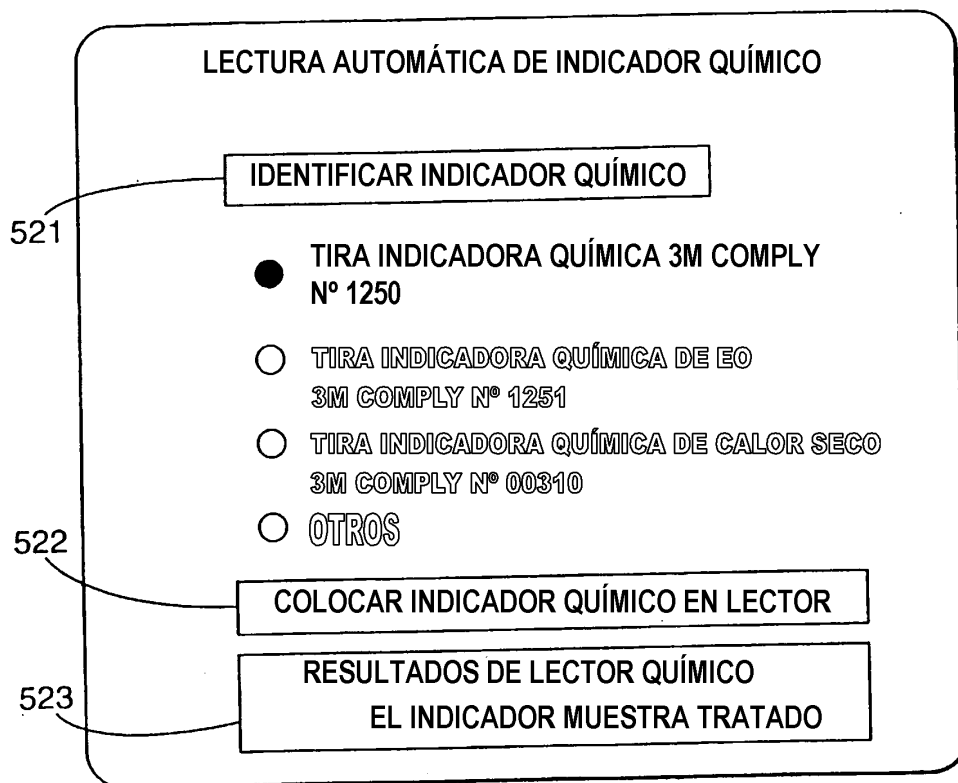 LECTURA AUTOMÁTICA DE INDICADOR QUÍMICO
IDENTIFICAR INDICADOR QUÍMICO
521
TIRA INDICADORA QUÍMICA 3M COMPLY
Nº 1250
TIRA INDICADORA QUÍMICA DE EO
3M COMPLY Nº 1251
TIRA INDICADORA QUÍMICA DE CALOR SECO
3M COMPLY Nº 00310
OTROS
522
COLOCAR INDICADOR QUÍMICO EN LECTOR
RESULTADOS DE LECTOR QUÍMICO
523
EL INDICADOR MUESTRA TRATADO